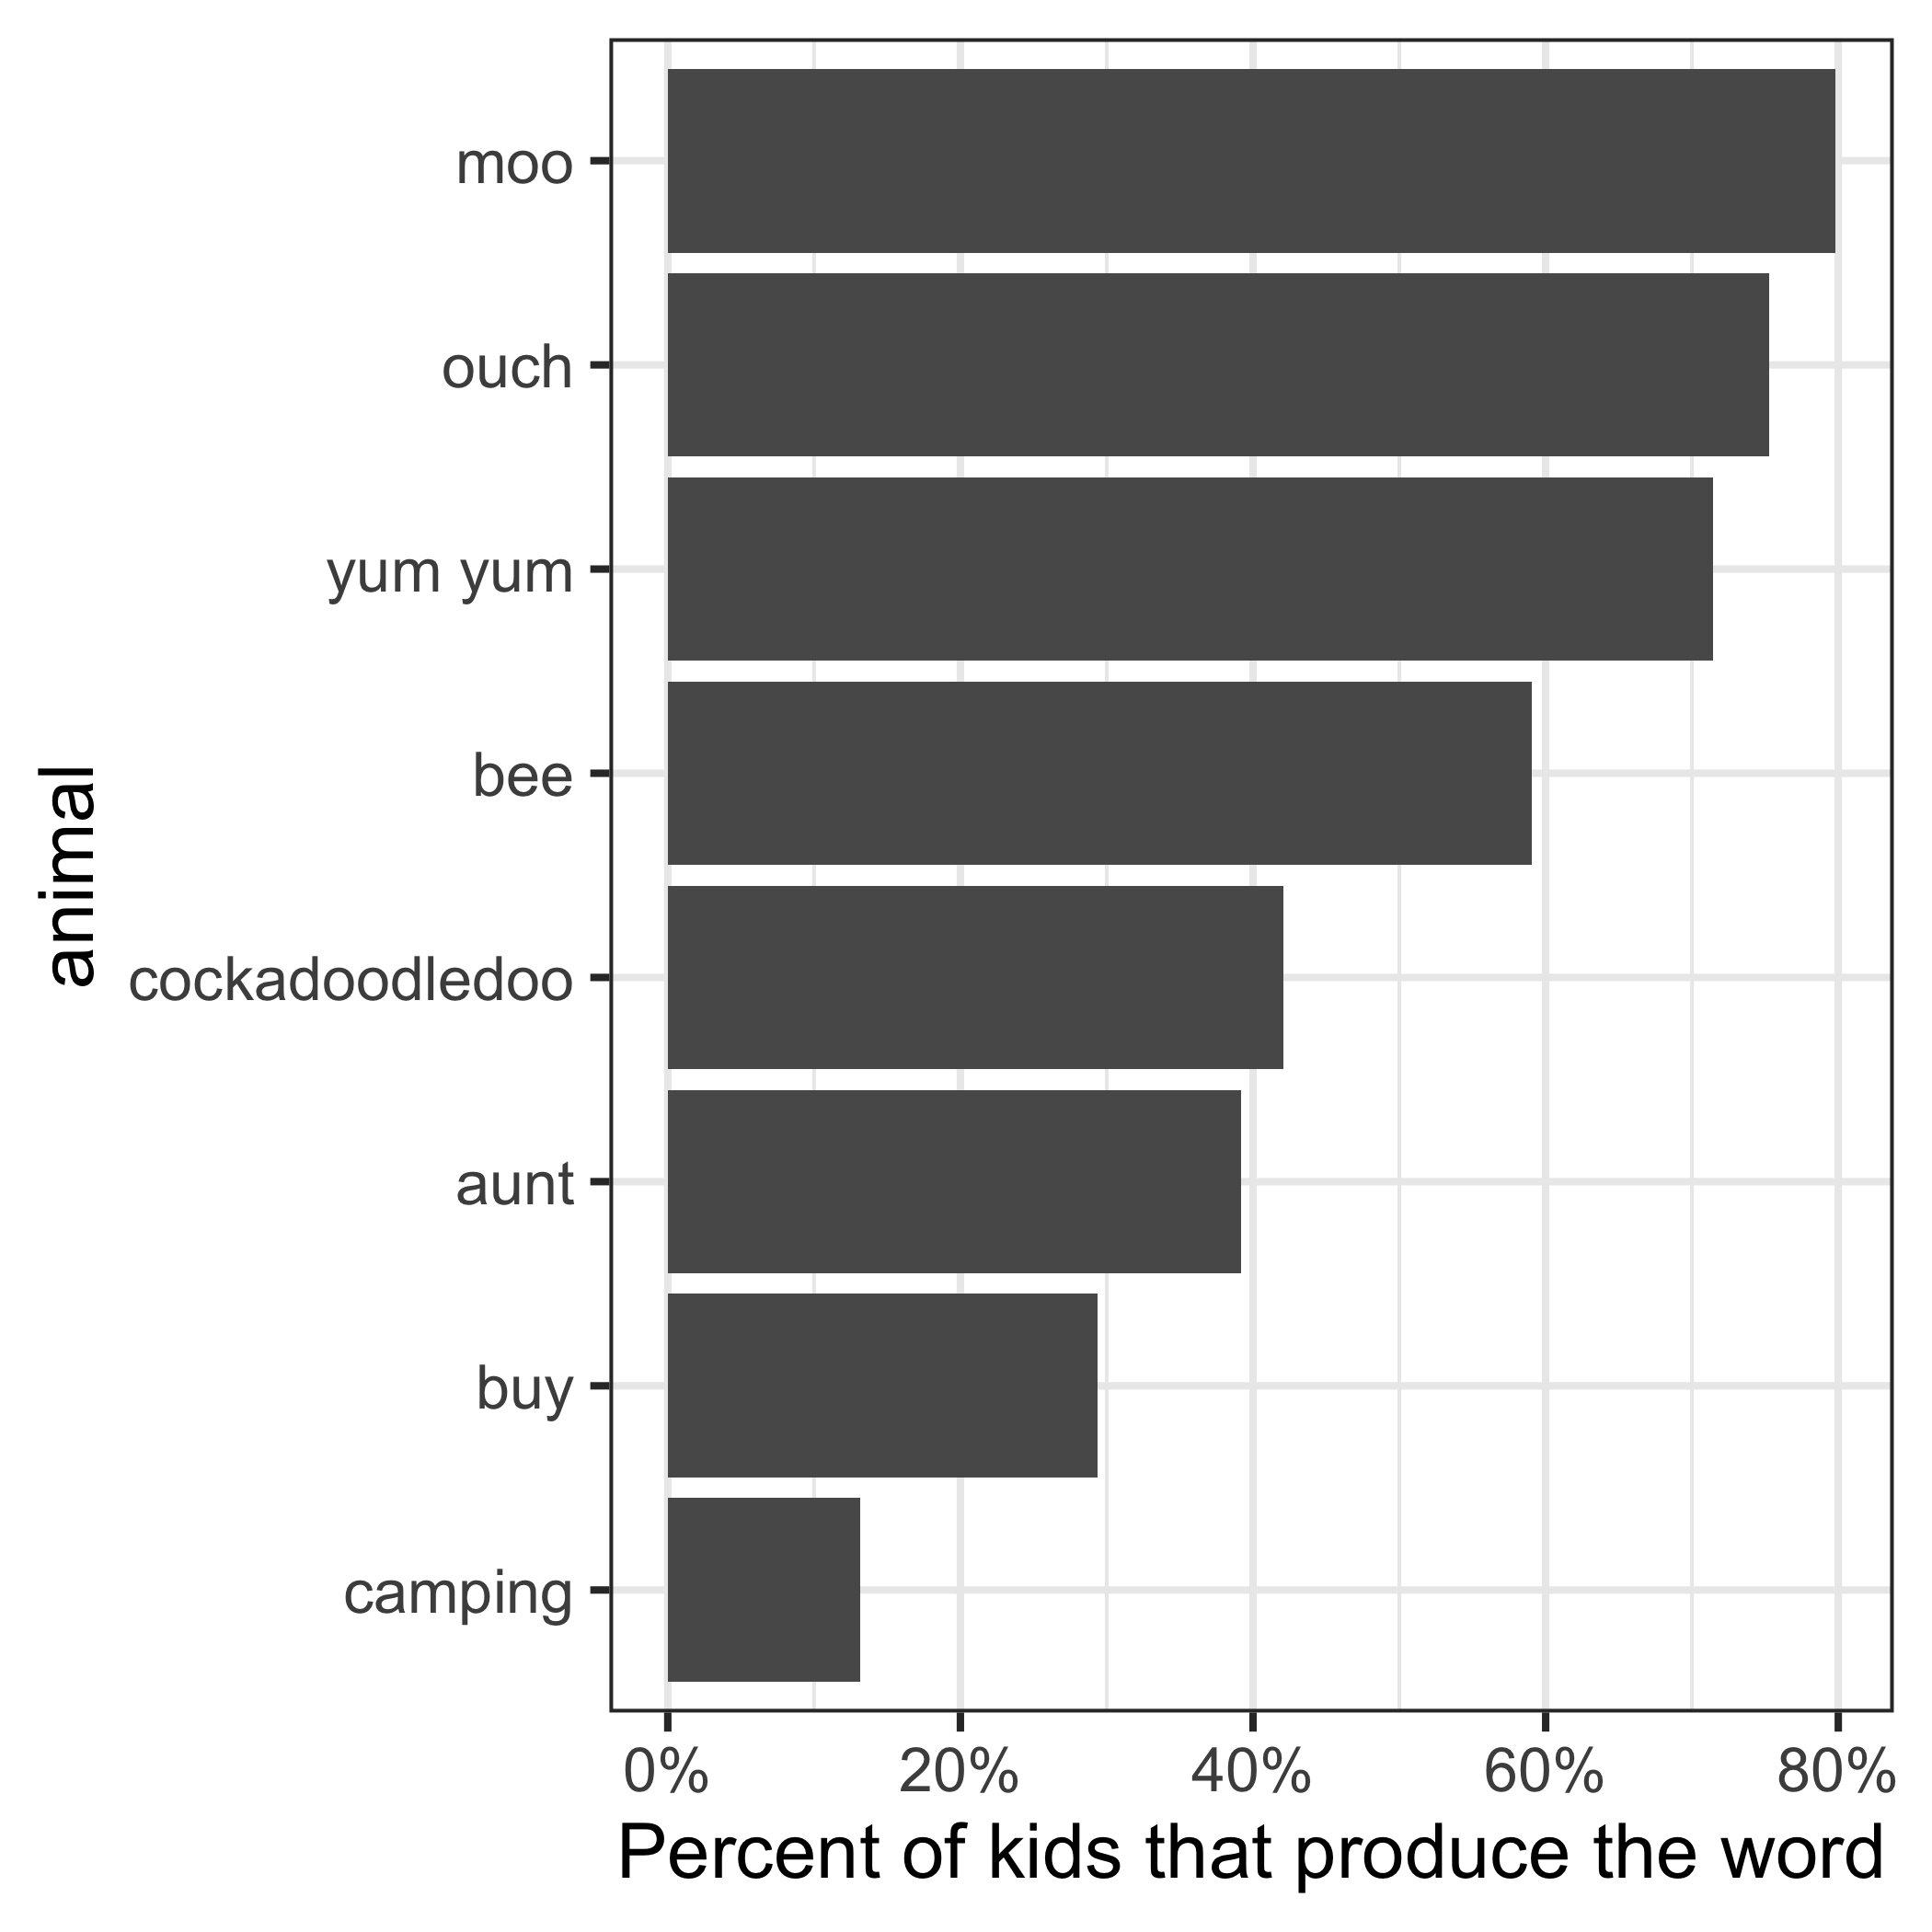 animal
moo
ouch
yum yum
bee
cockadoodledoo
aunt
buy
camping
0% 20% 40% 60% 80%
Percent of kids that produce the word